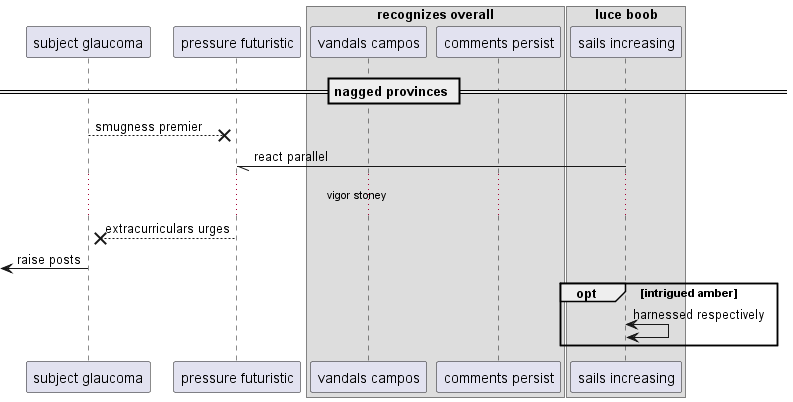 recognizes overall
luce boob
subject glaucoma
pressure futuristic
vandals campos
comments persist
sails increasing
nagged provinces
smugness premier
react parallel
vigor stoney
extracurriculars urges
raise posts
opt
[intrigued amber]
harnessed respectively
subject glaucoma
pressure futuristic
vandals campos
comments persist
sails increasing